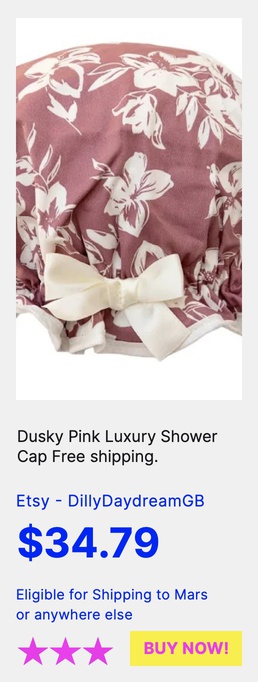 Dusky Pink Luxury Shower
Cap Free shipping.
Etsy - DillyDaydreamGB
$34.79
Eligible for Shipping to Mars
or anywhere else
BUY NOW!